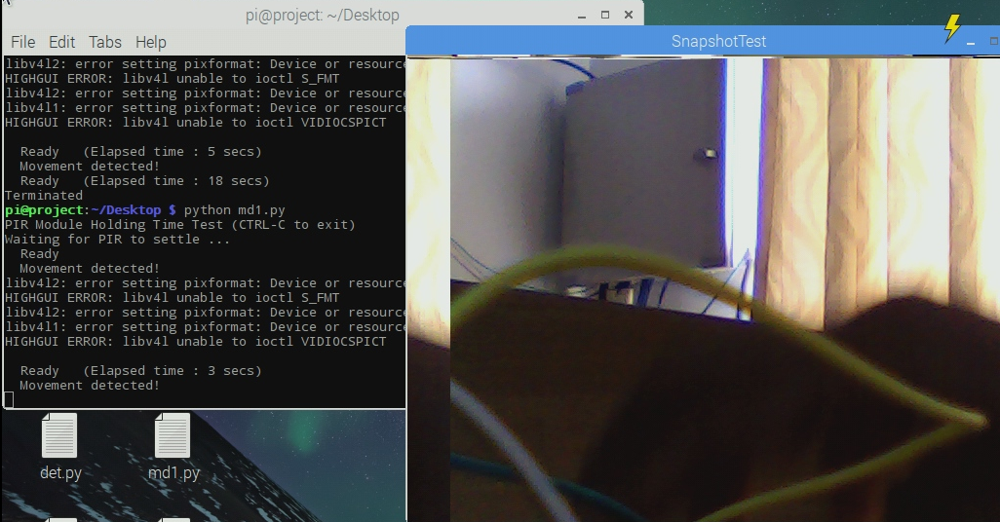 pi@project: ~/Desktop
File Edit Tabs Help
libv4l2: error setting pixformat: Device or resource
HIGHGUI ERROR: libv4l unable to ioctl S_FMT
libv4l2: error setting pixformat: Device or resource
libv4l1: error setting pixformat: Device or resource
HIGHGUI ERROR: libv4l unable to ioctl VIDIOCSPICT
Ready (Elapsed time : 5 secs)
Movement detected!
Ready (Elapsed time : 18 secs)
Terminated
pi@project:~/Desktop $ python md1.py
PIR Module Holding Time Test (CTRL-C to exit)
Waiting for PIR to settle ...
Ready
Movement detected!
libv4l2: error setting pixformat: Device or resource
HIGHGUI ERROR: libv4l unable to ioctl S_FMT
libv4l2: error setting pixformat: Device or resource
libv4l1: error setting pixformat: Device or resource
HIGHGUI ERROR: libv4l unable to ioctl VIDIOCSPICT
Ready (Elapsed time : 3 secs)
Movement detected!
SnapshotTest
det.py
md1.py